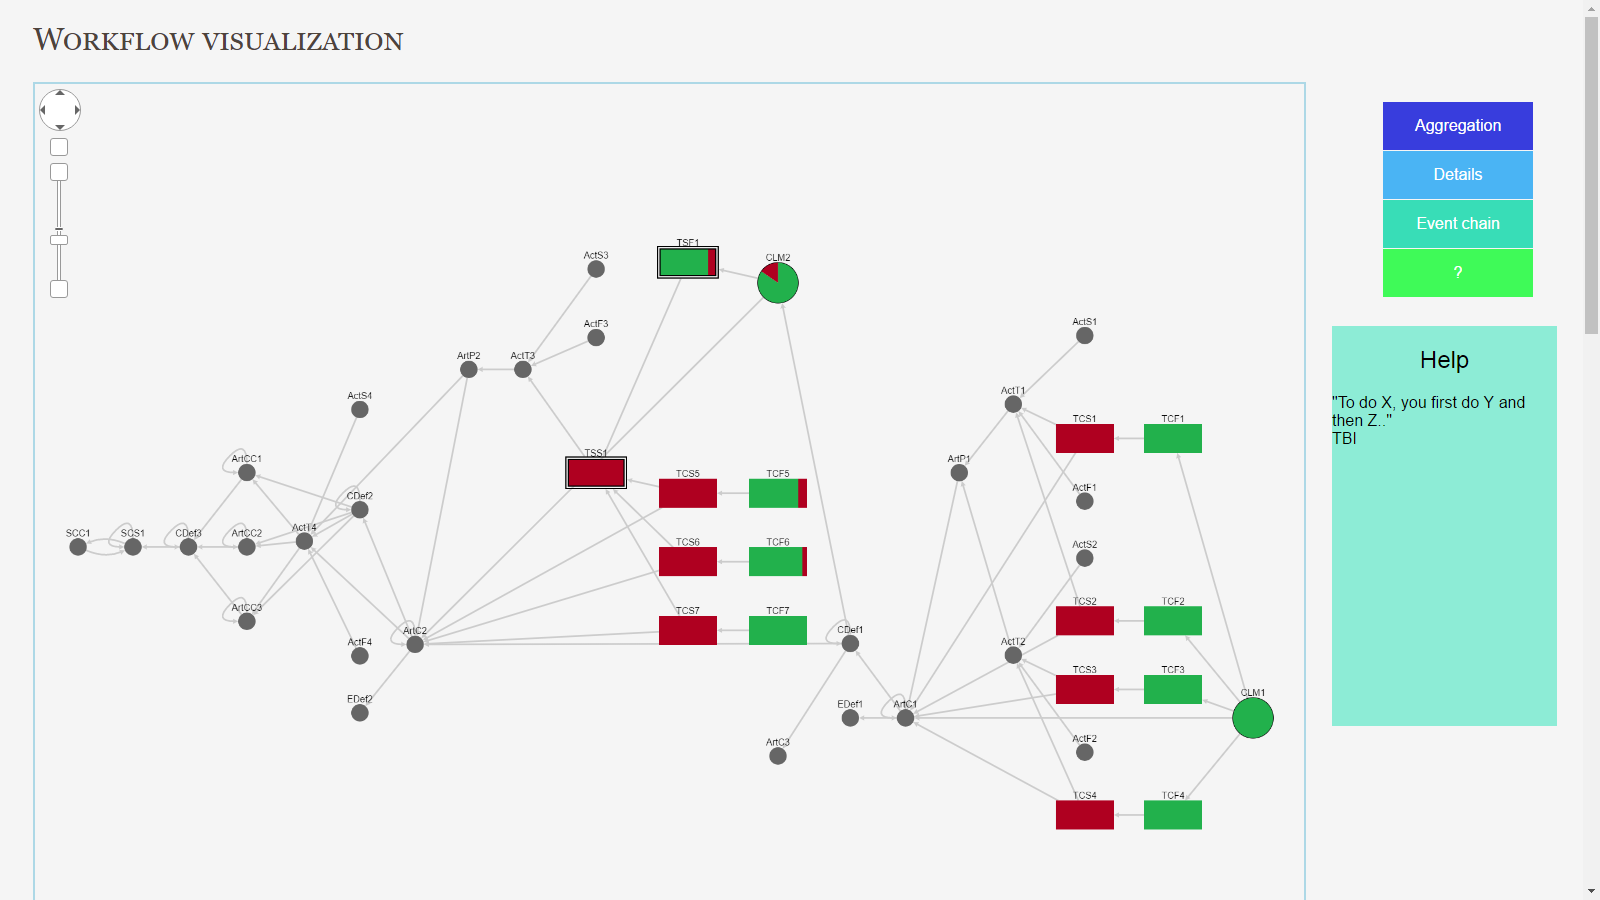 Workflow visualization
Aggregation
Details
Event chain
?
Help
"To do X, you first do Y and
then Z.."
TBI
TSF1
CLM2
ActS3
ActF3
ArtP2
ActT3
ActS4
ArtCC1
CDef2
SCC1
SCS1
CDef3
ArtCC2
ActT4
ArtCC3
ActF4
ArtC2
EDef2
TSS1
TCS5
TCF5
TCS6
TCF6
TCS7
TCF7
CDef1
EDef1
ArtC1
ArtC3
ActS1
ActT1
TCS1
TCF1
ArtP1
ActF1
ActS2
TCS2
TCF2
ActT2
TCS3
TCF3
CLM1
ActF2
TCS4
TCF4